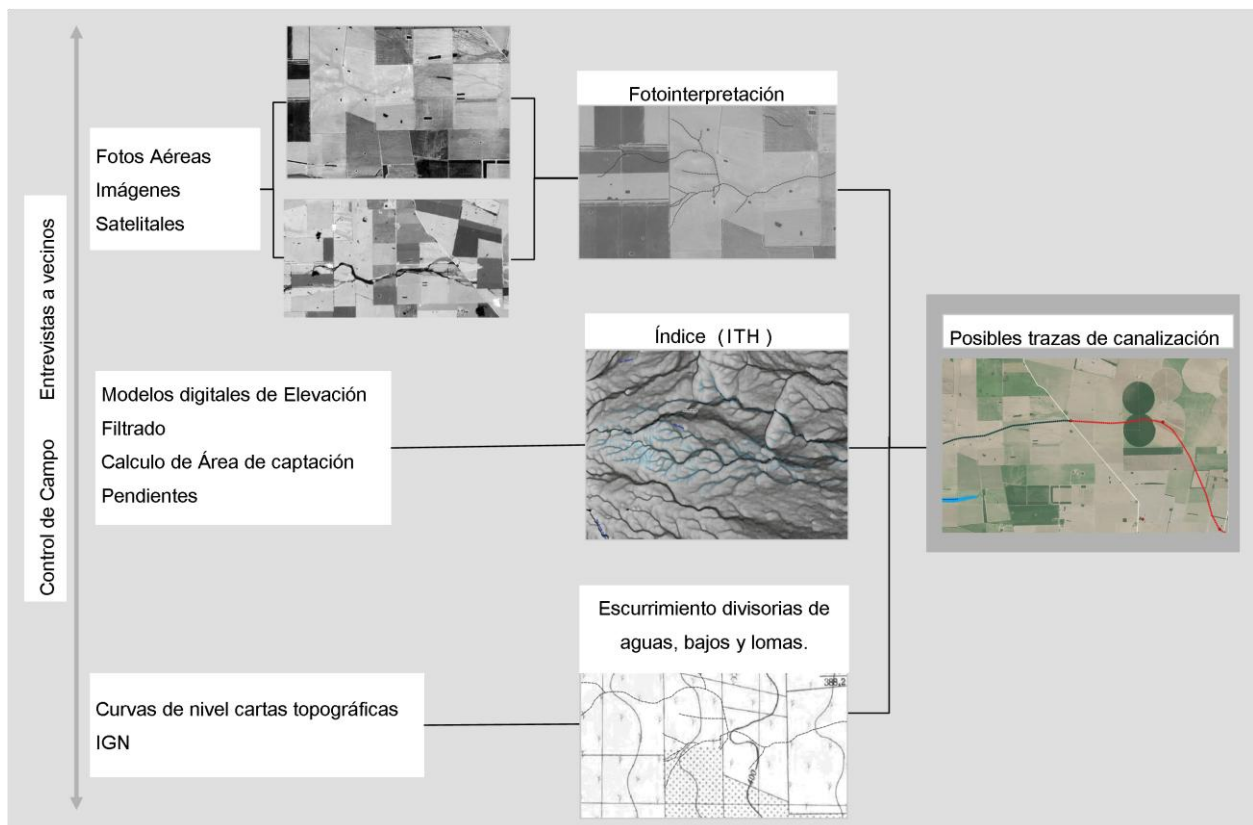 Control de Campo Entrevistas a vecinos
Fotos Aéreas
Imágenes
Satelitales
Fotointerpretación
Modelos digitales de Elevación
Filtrado
Calculo de Área de captación
Pendientes
Índice (ITH)
Posibles trazas de canalización
Curvas de nivel cartas topográficas
IGN
Escurrimiento divisorias de
aguas, bajos y lomas.
388,2
400